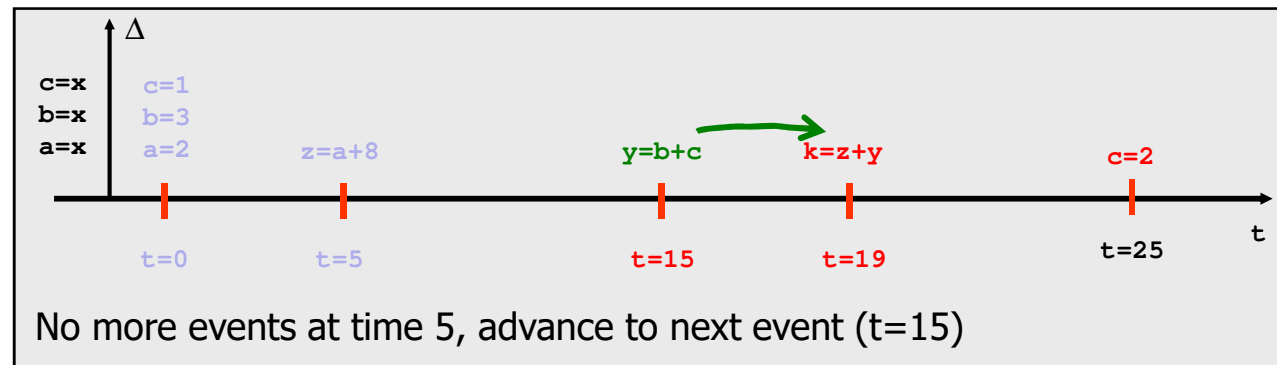 Δ
c=x c=1
b=x b=3
a=x a=2 z=a+8 y=b+c k=z+y c=2
t
t=0 t=5 t=15 t=19 t=25
No more events at time 5, advance to next event (t=15)